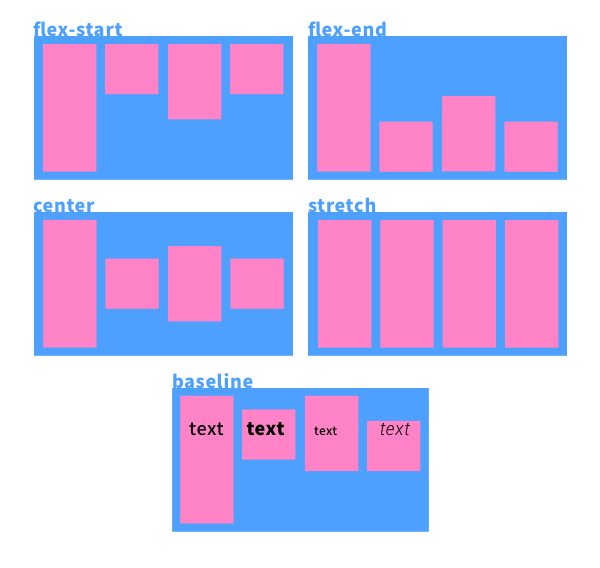 flex-start
flex-end
center
stretch
baseline
text text text text